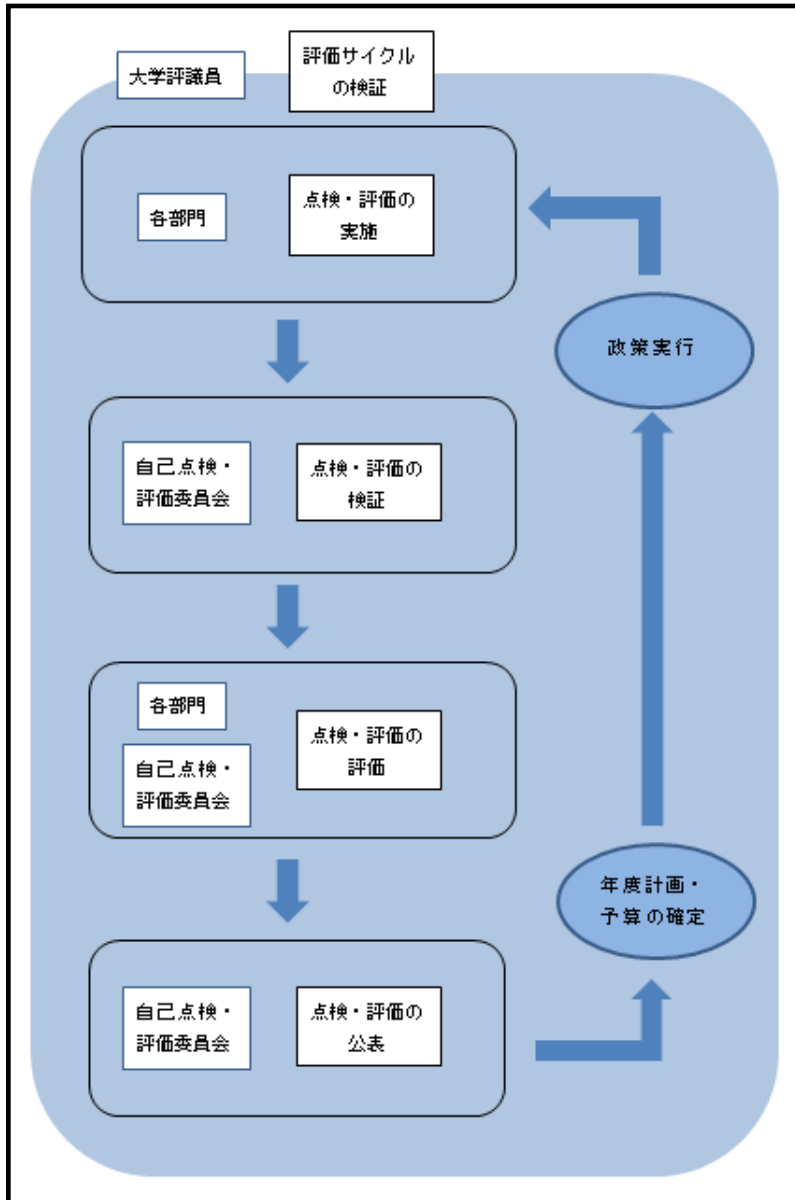 大学評議員
評価サイクル
の検証
各部門
点検・評価の
実施
政策実行
自己点検・
評価委員会
点検・評価の
検証
各部門
自己点検・
評価委員会
点検・評価の
評価
年度計画・
予算の確定
自己点検・
評価委員会
点検・評価の
公表